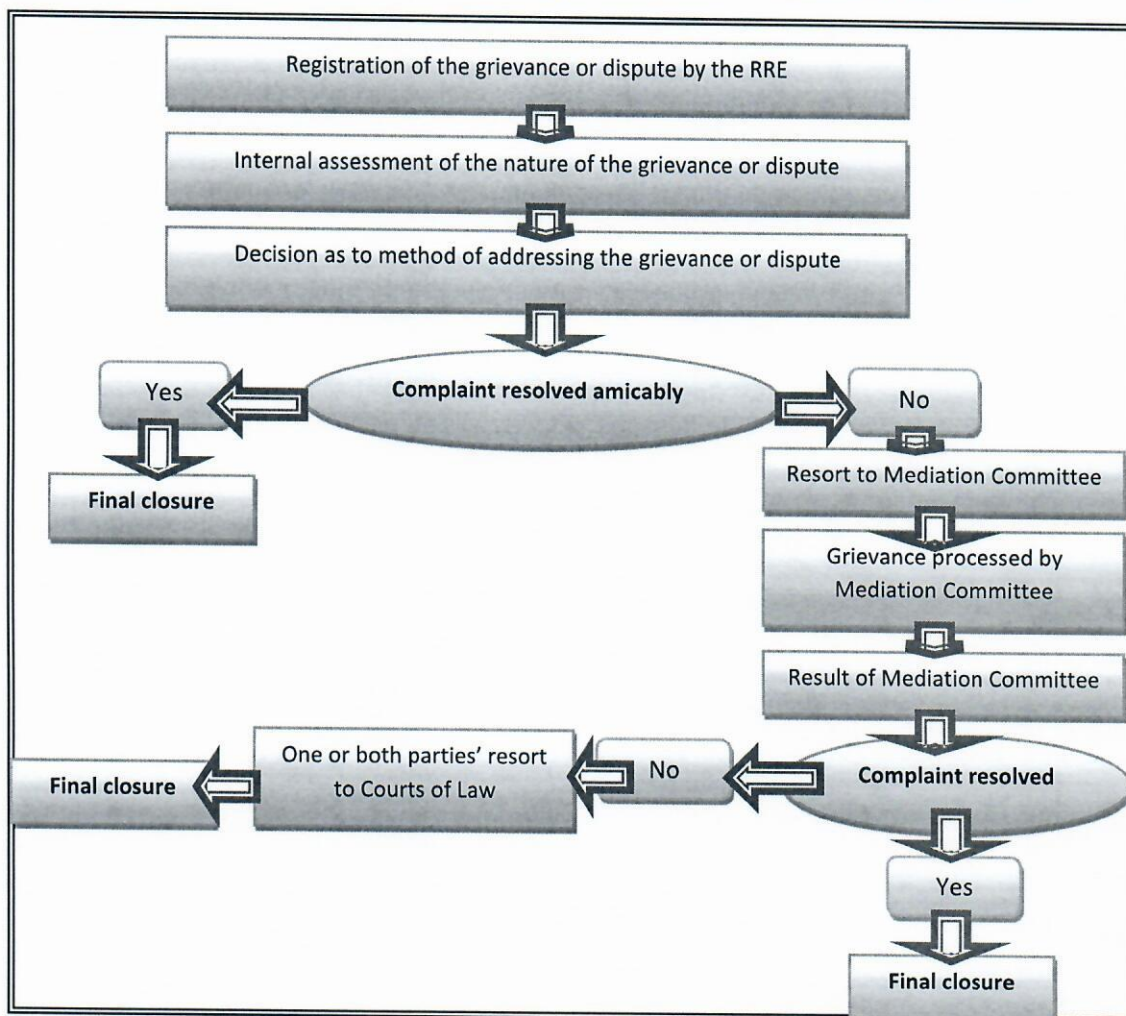 Registration of the grievance or dispute by the RRE
Internal assessment of the nature of the grievance or dispute
Decision as to method of addressing the grievance or dispute
Complaint resolved amicably
Yes
Final closure
No
Resort to Mediation Committee
Grievance processed by
Mediation Committee
Result of Mediation Committee
Complaint resolved
No
One or both parties' resort
to Courts of Law
Final closure
Yes
Final closure